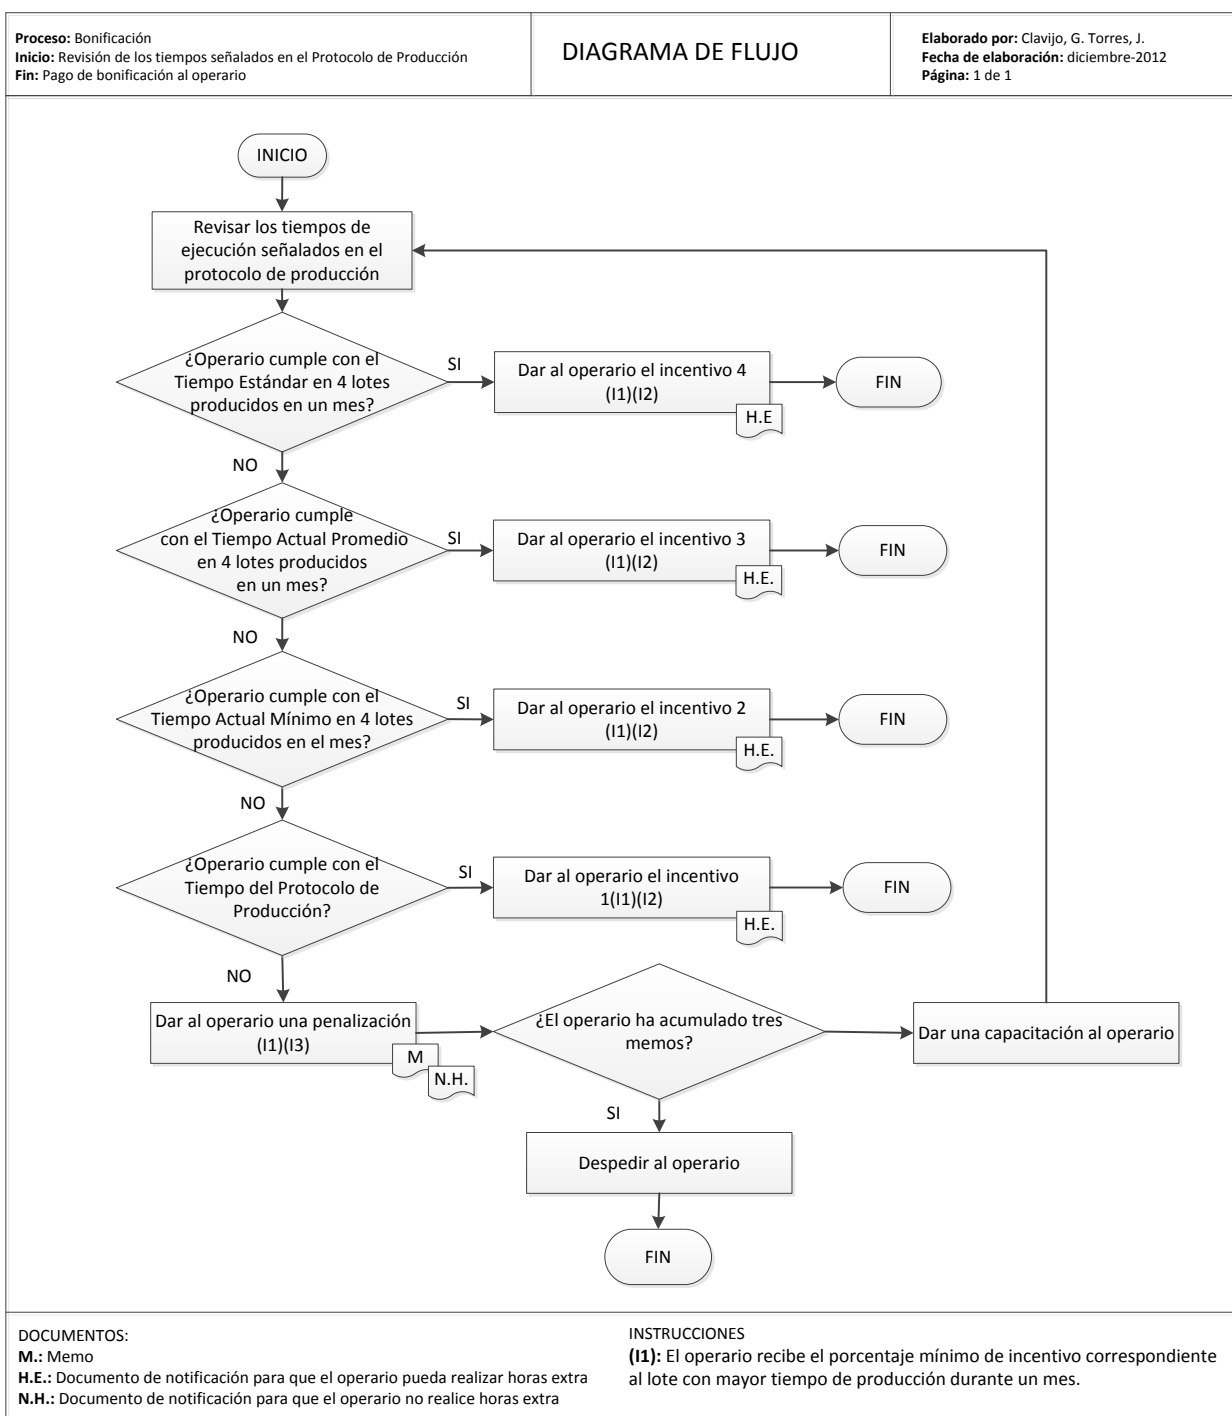 Proceso: Bonificación
Inicio: Revisión de los tiempos señalados en el Protocolo de Producción
Fin: Pago de bonificación al operario
DIAGRAMA DE FLUJO
Elaborado por: Clavijo, G. Torres, J.
Fecha de elaboración: diciembre-2012
Página: 1 de 1
INICIO
Revisar los tiempos de
ejecución señalados en el
protocolo de producción
¿Operario cumple con el
Tiempo Estándar en 4 lotes
producidos en un mes?
SI
Dar al operario el incentivo 4
(I1)(I2)
H.E
FIN
NO
¿Operario cumple
con el Tiempo Actual Promedio
en 4 lotes producidos
en un mes?
SI
Dar al operario el incentivo 3
(I1)(I2)
H.E.
FIN
NO
¿Operario cumple con el
Tiempo Actual Mínimo en 4 lotes
producidos en el mes?
SI
Dar al operario el incentivo 2
(I1)(I2)
H.E.
FIN
NO
¿Operario cumple con el
Tiempo del Protocolo de
Producción?
SI
Dar al operario el incentivo
1(I1)(I2)
H.E.
FIN
NO
Dar al operario una penalización
(I1)(I3)
M
N.H.
¿El operario ha acumulado tres
memos?
Dar una capacitación al operario
SI
Despedir al operario
FIN
DOCUMENTOS:
M.: Memo
H.E.: Documento de notificación para que el operario pueda realizar horas extra
N.H.: Documento de notificación para que el operario no realice horas extra
INSTRUCCIONES
(I1): El operario recibe el porcentaje mínimo de incentivo correspondiente
al lote con mayor tiempo de producción durante un mes.